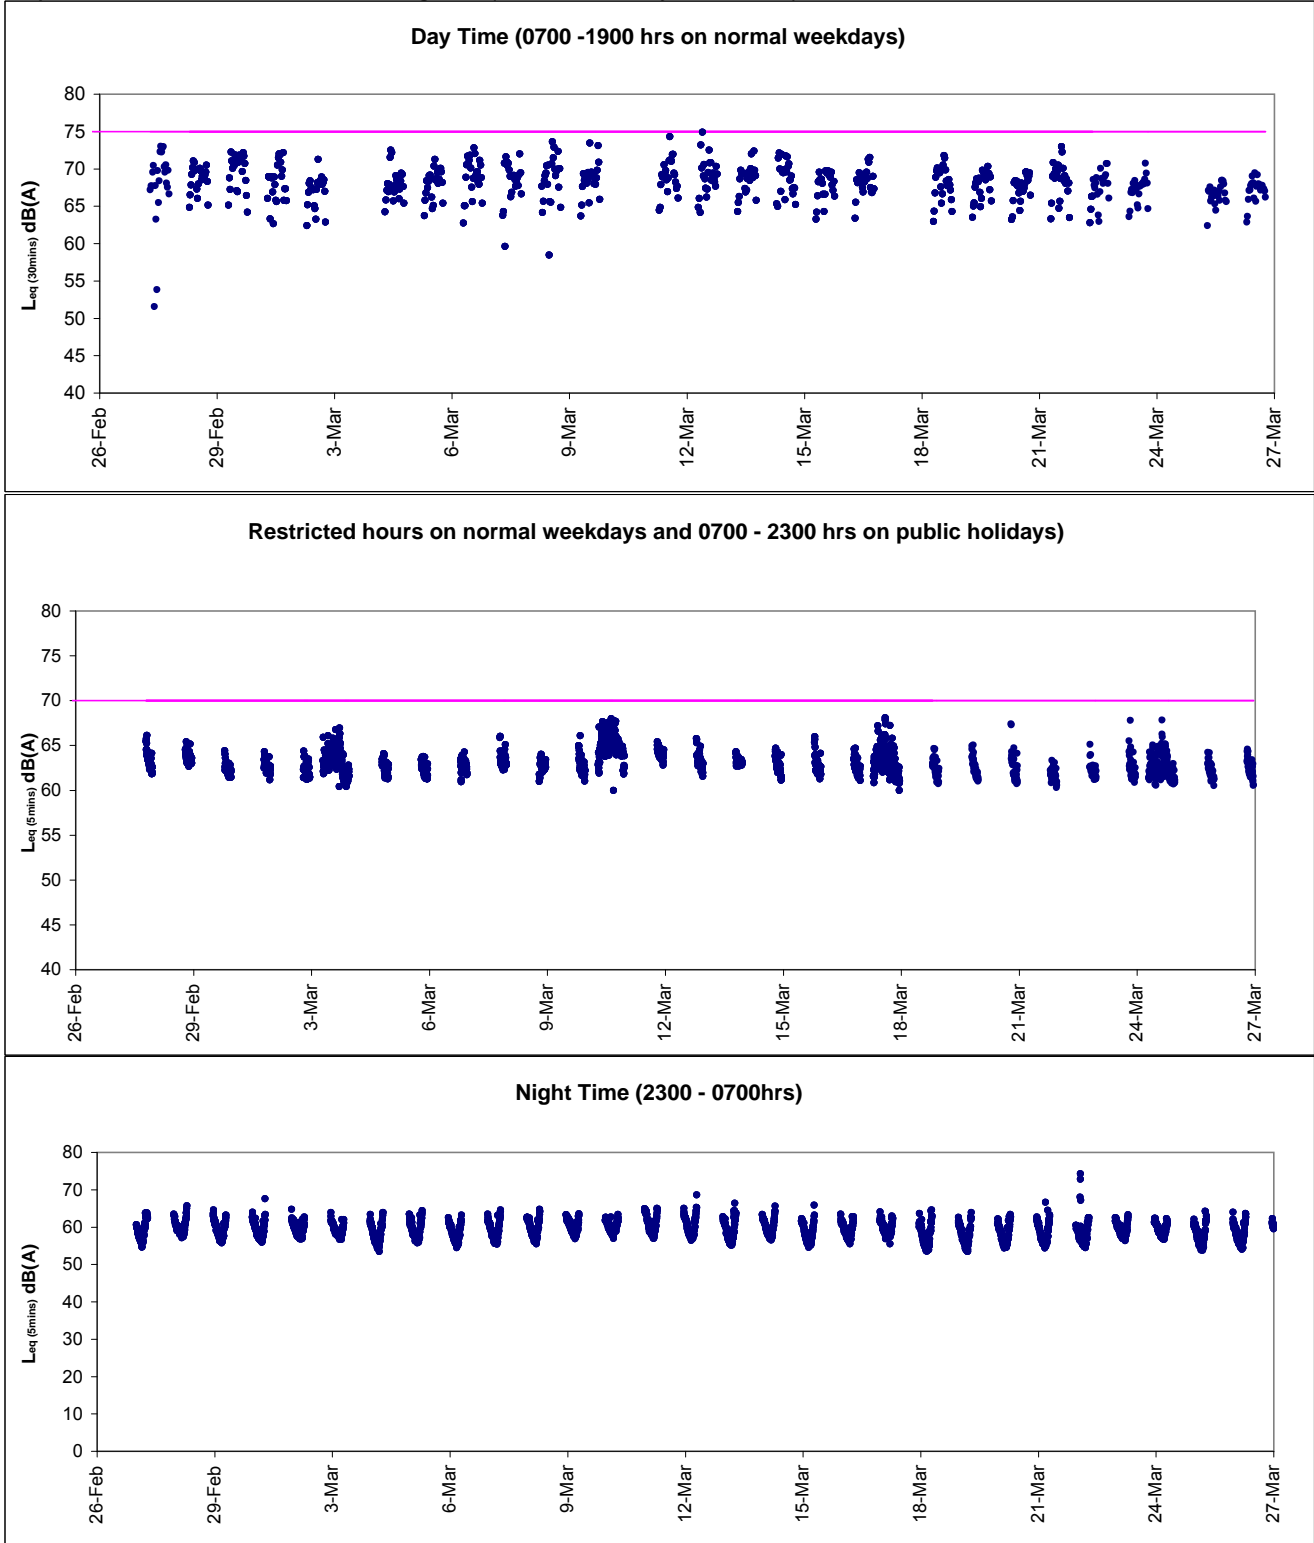 Day Time (0700 -1900 hrs on normal weekdays)
80
75
70
65
60
55
50
45
40
Leq (30mins) dB(A)
26-Feb
29-Feb
3-Mar
6-Mar
9-Mar
12-Mar
15-Mar
18-Mar
21-Mar
24-Mar
27-Mar
Restricted hours on normal weekdays and 0700 - 2300 hrs on public holidays)
80
75
70
65
60
55
50
45
40
Leq (5mins) dB(A)
26-Feb
29-Feb
3-Mar
6-Mar
9-Mar
12-Mar
15-Mar
18-Mar
21-Mar
24-Mar
27-Mar
Night Time (2300 - 0700hrs)
80
70
60
50
40
30
20
10
0
Leq (5mins) dB(A)
26-Feb
29-Feb
3-Mar
6-Mar
9-Mar
12-Mar
15-Mar
18-Mar
21-Mar
24-Mar
27-Mar